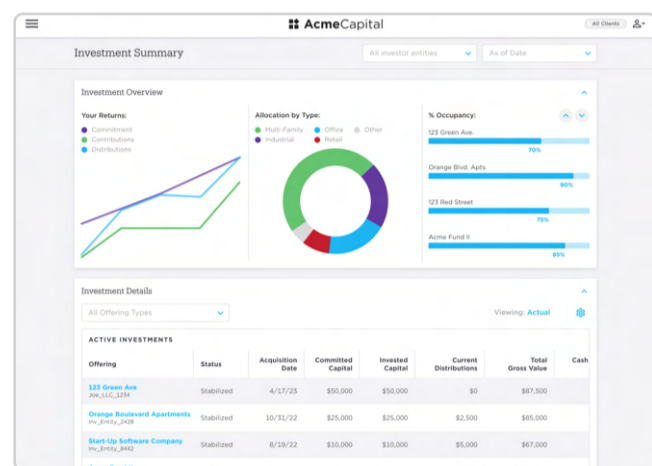 AcmeCapital
All Clients
Investment Summary
All investor entities
As of Date
Investment Overview
Your Returns:
Commitment
Contributions
Distributions
Allocation by Type:
Multi-Family
Office
Other
Industrial
Retail
% Occupancy:
123 Green Ave.
70%
Orange Blvd. Apts.
90%
123 Red Street
75%
Acme Fund II
85%
Investment Details
All Offering Types
Viewing: Actual
ACTIVE INVESTMENTS
Offering Status Acquisition Date Committed Capital Invested Capital Current Distributions Total Gross Value Cash
123 Green Ave Stabilized 4/17/23 $50,000 $50,000 $0 $87,500
Joe_LLC_1234
Orange Boulevard Apartments Stabilized 10/31/22 $25,000 $25,000 $2,500 $85,000
Inv_Entity_2428
Start-Up Software Company Stabilized 8/19/22 $10,000 $10,000 $5,000 $67,000
Inv_Entity_8442